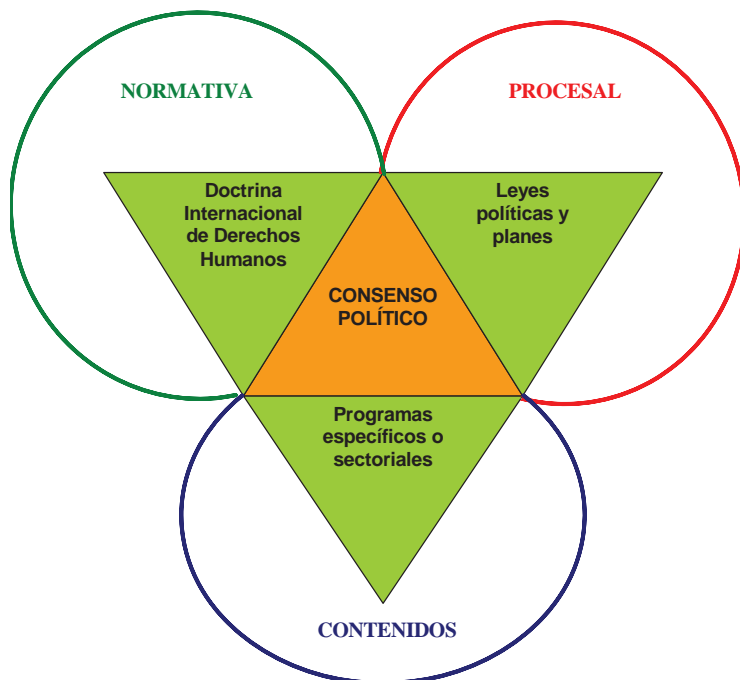 NORMATIVA
PROCESAL
Doctrina
Internacional
de Derechos
Humanos
Leyes
políticas y
planes
CONSENSO
POLÍTICO
Programas
específicos o
sectoriales
CONTENIDOS